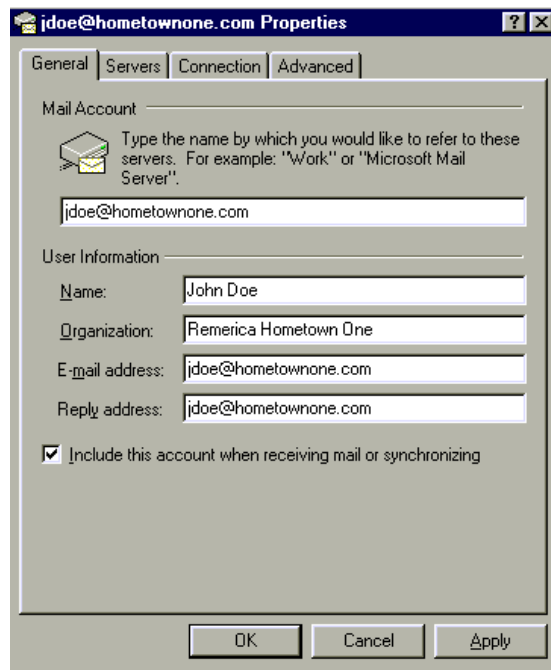 jdoe@hometownone.com Properties
General Servers Connection Advanced
Mail Account
Type the name by which you would like to refer to these
servers. For example: "Work" or "Microsoft Mail
Server".
jdoe@hometownone.com
User Information
Name: John Doe
Organization: Remerica Hometown One
E-mail address: jdoe@hometownone.com
Reply address: jdoe@hometownone.com
Include this account when receiving mail or synchronizing
OK Cancel Apply